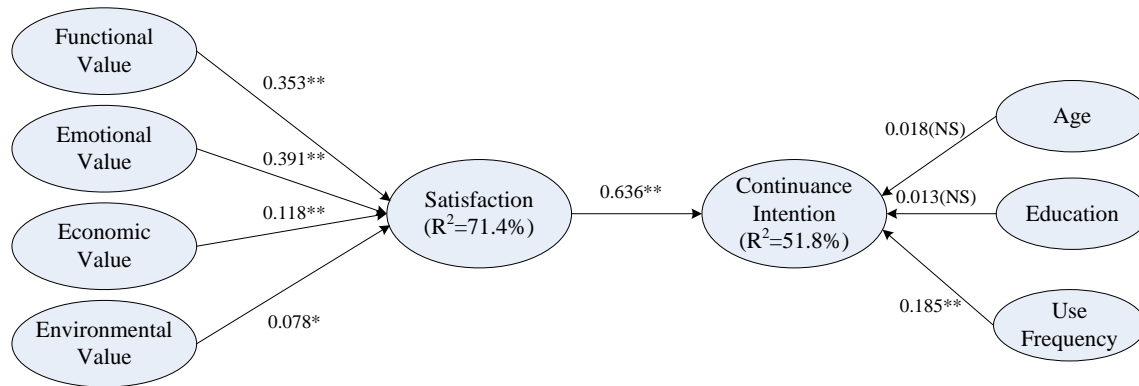 Functional
Value
0.353**
Emotional
Value
0.391**
Economic
Value
0.118**
Environmental
Value
0.078*
Satisfaction
(R²=71.4%)
0.636**
Continuance
Intention
(R²=51.8%)
0.018(NS)
Age
0.013(NS)
Education
0.185**
Use
Frequency